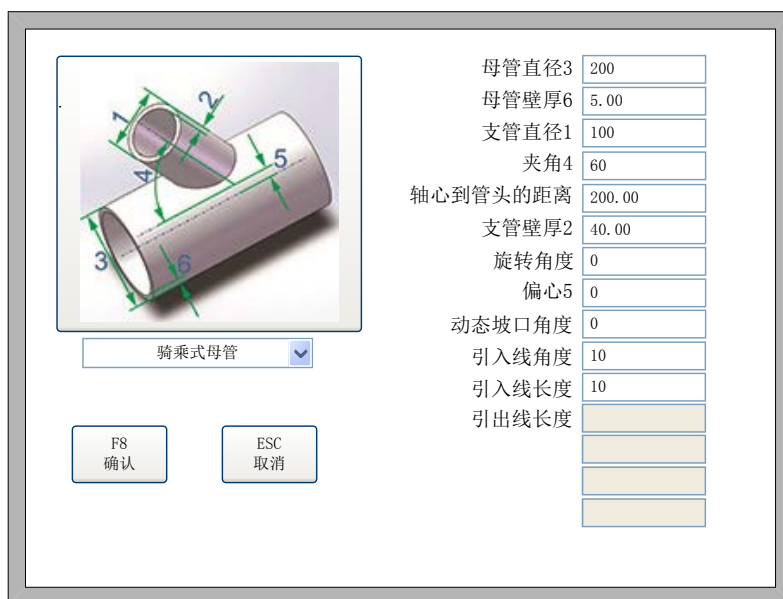 1
2
3
4
5
6
骑乘式母管
F8
确认
ESC
取消
母管直径3 200
母管壁厚6 5.00
支管直径1 100
夹角4 60
轴心到管头的距离 200.00
支管壁厚2 40.00
旋转角度 0
偏心5 0
动态坡口角度 0
引入线角度 10
引入线长度 10
引出线长度